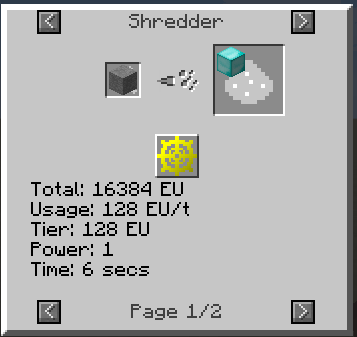 Shredder
Total: 16384 EU
Usage: 128 EU/t
Tier: 128 EU
Power: 1
Time: 6 secs
Page 1/2